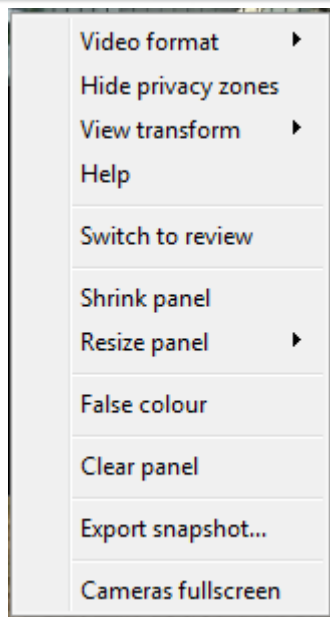 Video format
Hide privacy zones
View transform
Help
Switch to review
Shrink panel
Resize panel
False colour
Clear panel
Export snapshot...
Cameras fullscreen